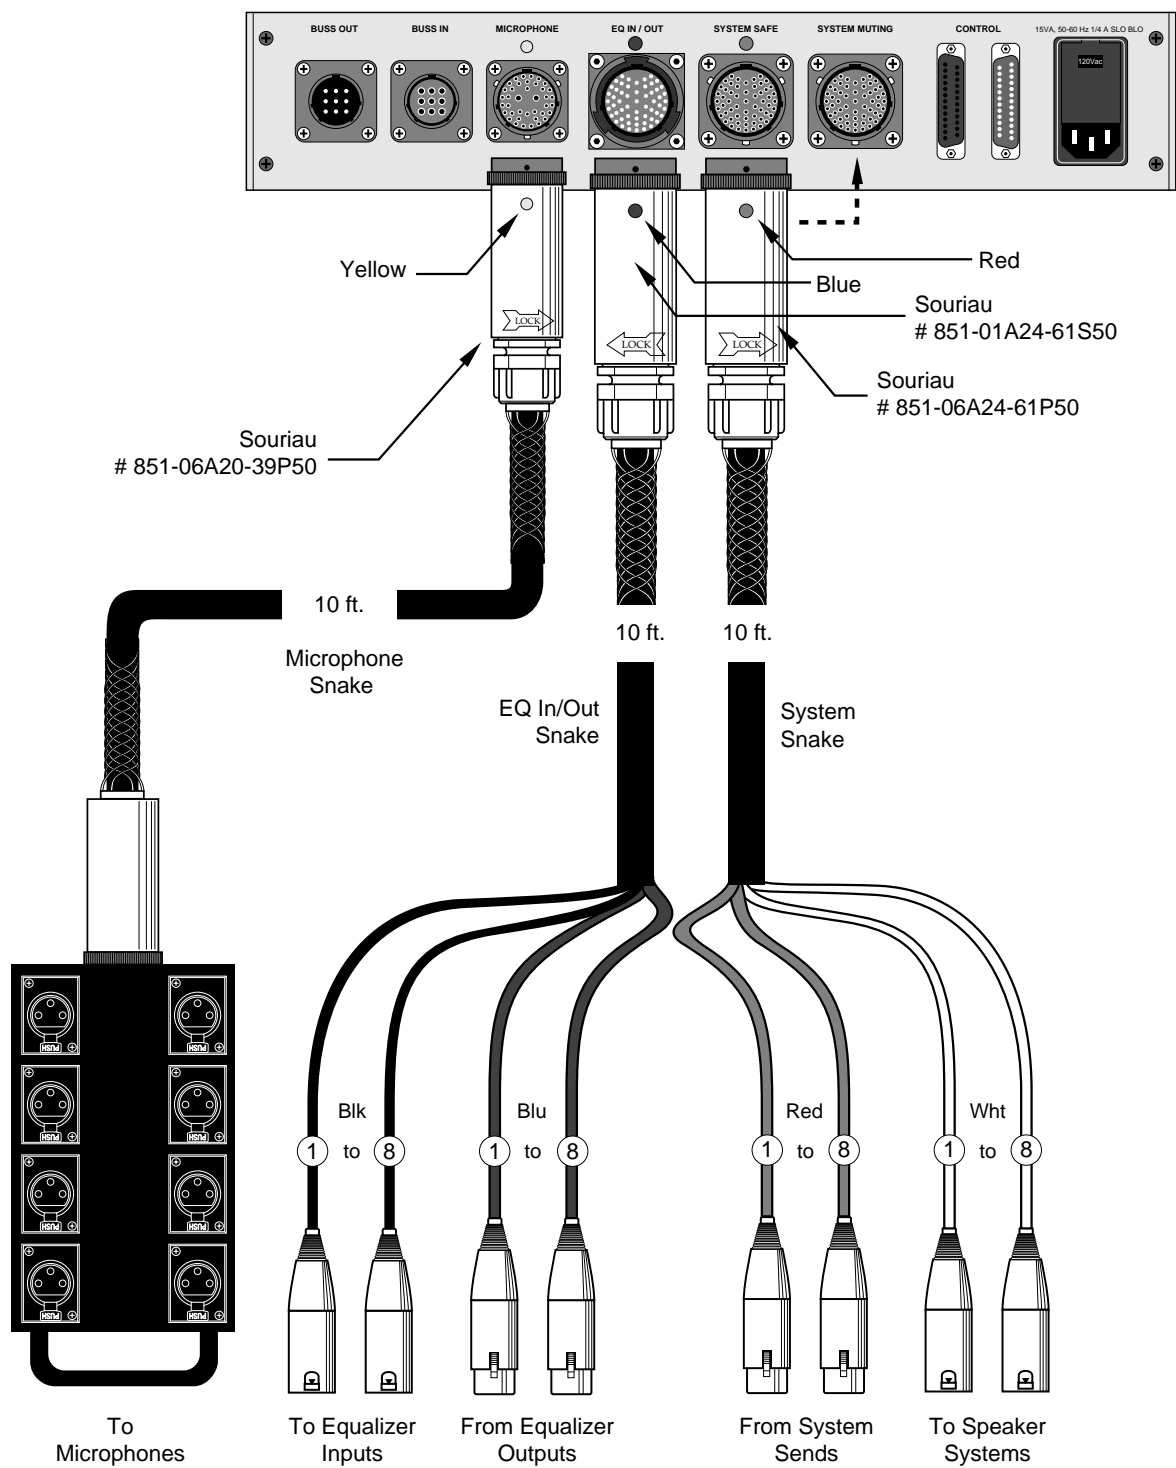 BUSS OUT
BUSS IN
MICROPHONE
EQ IN / OUT
SYSTEM SAFE
SYSTEM MUTING
CONTROL
15VA, 50-60 Hz 1/4 A SLO BLO
120Vac
Yellow
Red
Blue
Souriau
# 851-01A24-61S50
LOCK
LOCK
LOCK
Souriau
# 851-06A24-61P50
Souriau
# 851-06A20-39P50
10 ft.
10 ft.
10 ft.
Microphone
Snake
EQ In/Out
Snake
System
Snake
PUSH
PUSH
PUSH
PUSH
PUSH
PUSH
PUSH
PUSH
Blk
1 to 8
Blu
1 to 8
Red
1 to 8
Wht
1 to 8
To
Microphones
To Equalizer
Inputs
From Equalizer
Outputs
From System
Sends
To Speaker
Systems